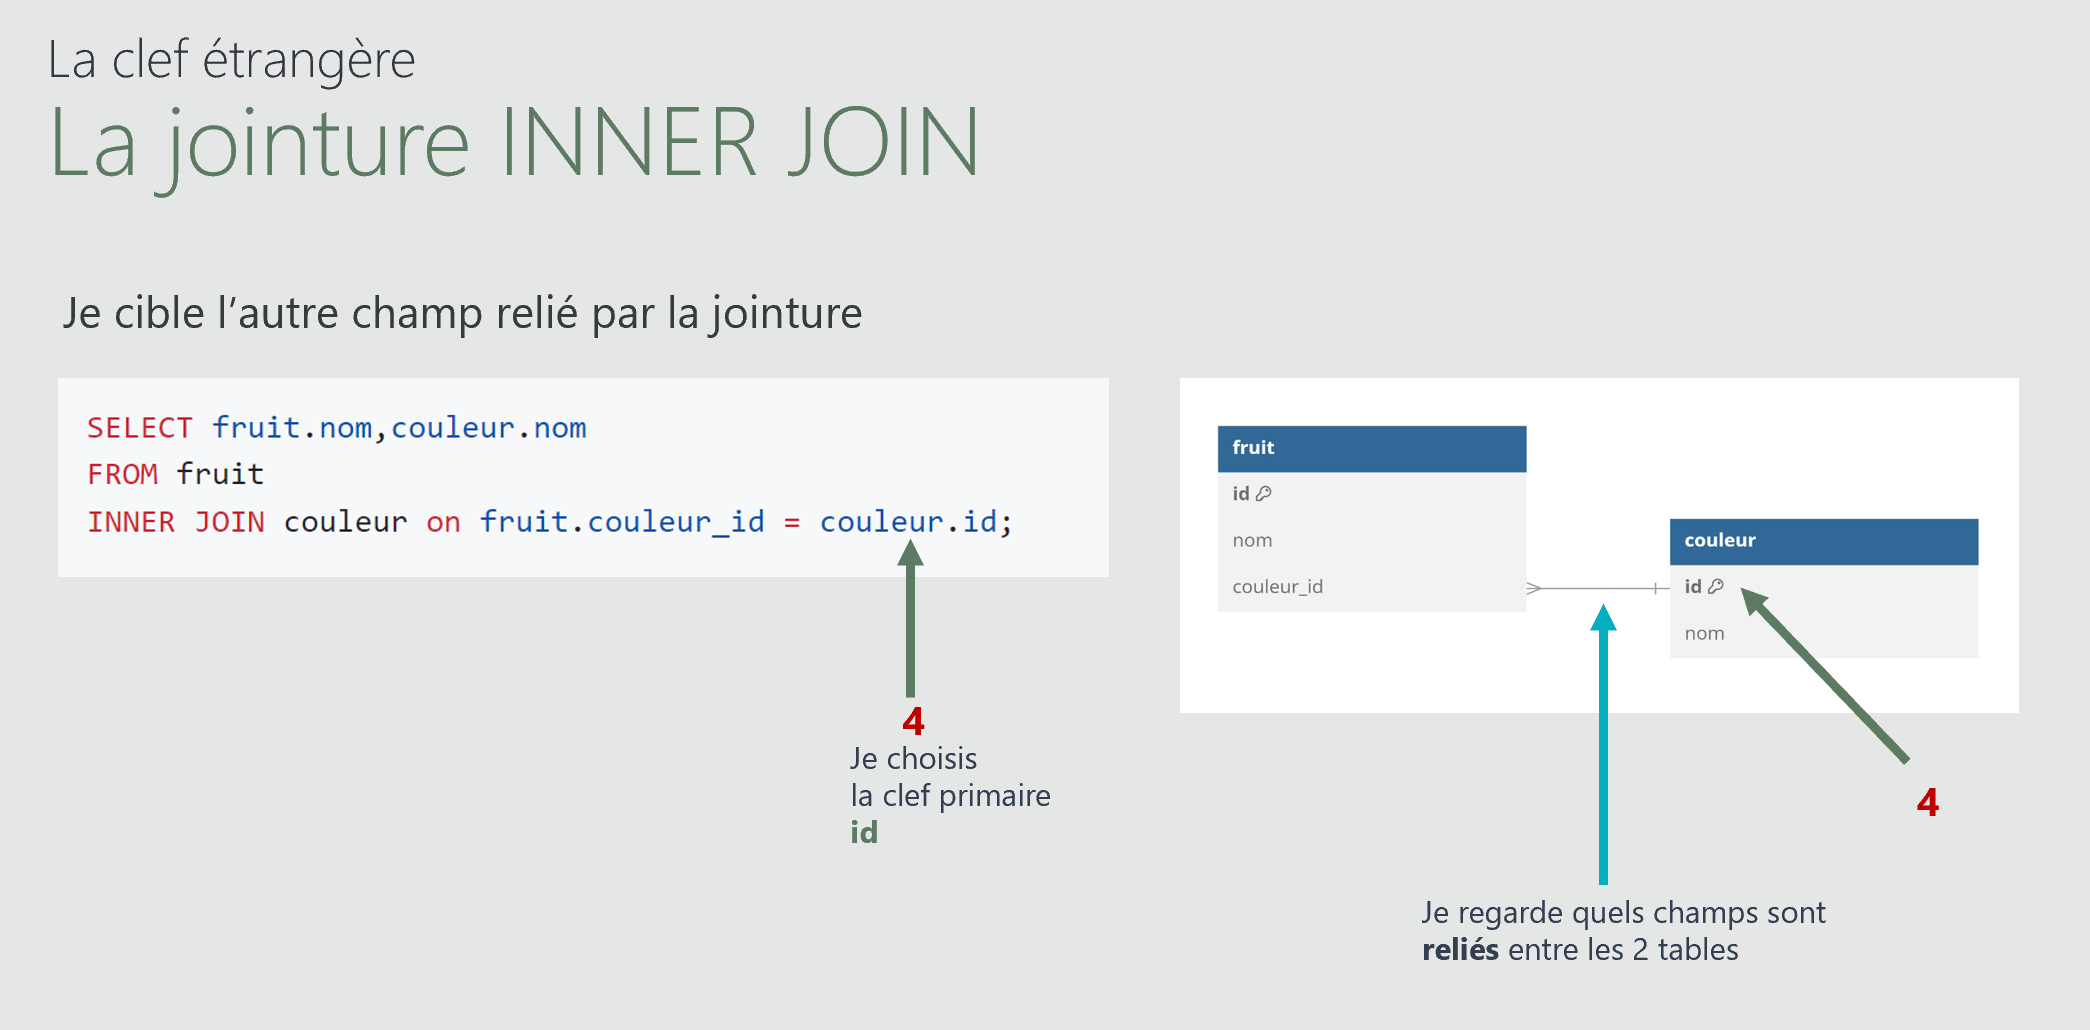 La clef étrangère
La jointure INNER JOIN
Je cible l’autre champ relié par la jointure
SELECT fruit.nom,couleur.nom
FROM fruit
INNER JOIN couleur on fruit.couleur_id = couleur.id;
4
Je choisis
la clef primaire
id
fruit
id
nom
couleur_id
couleur
id
nom
4
Je regarde quels champs sont
reliés entre les 2 tables